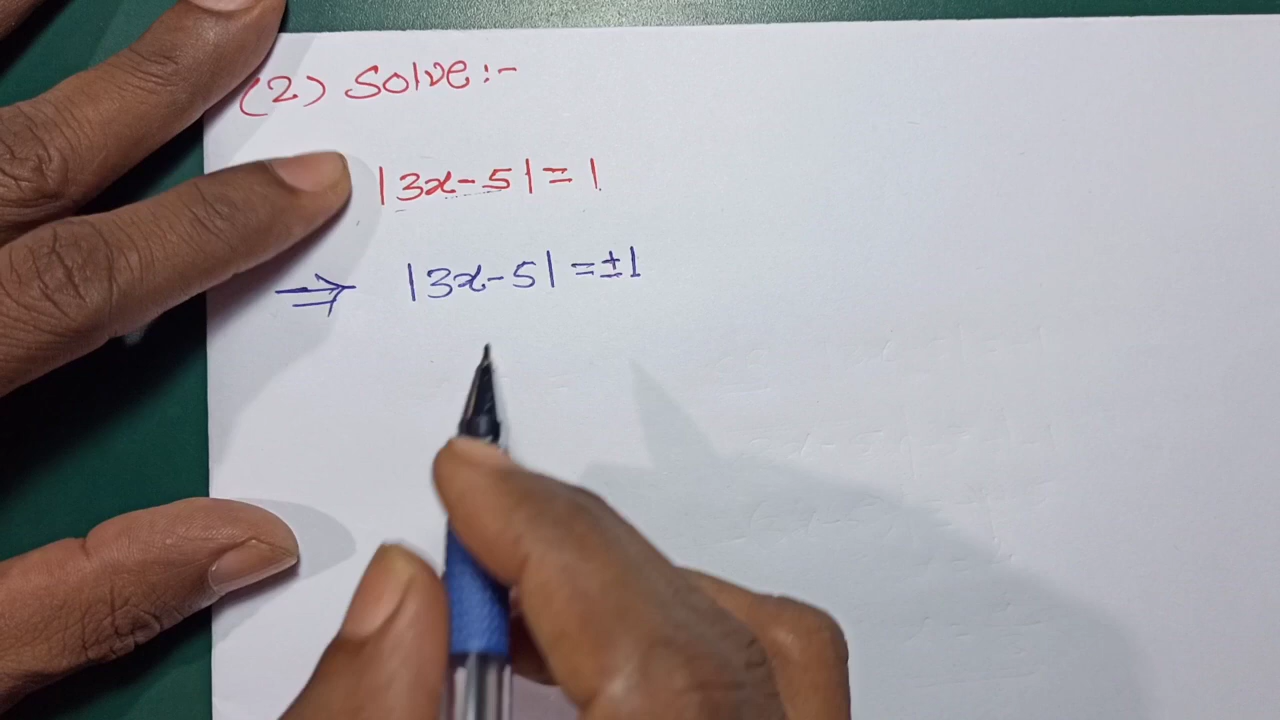 (2) Solve:-
|3x-5|=1
⇒ |3x-5|=±1